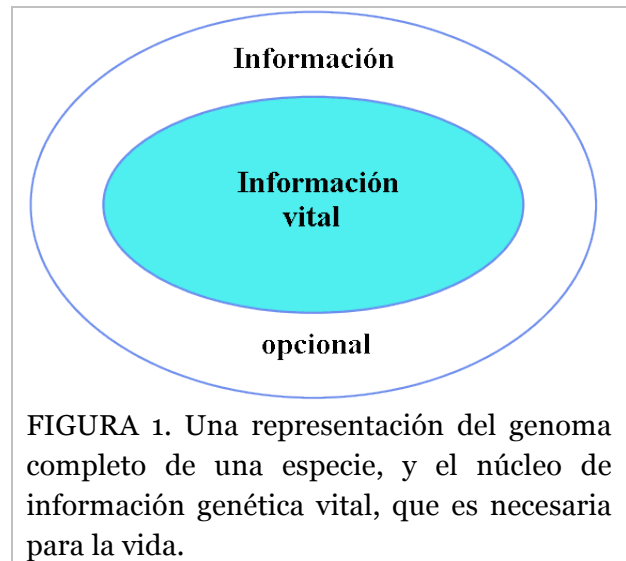 Información
Información
vital
opcional
FIGURA 1. Una representación del genoma
completo de una especie, y el núcleo de
información genética vital, que es necesaria
para la vida.